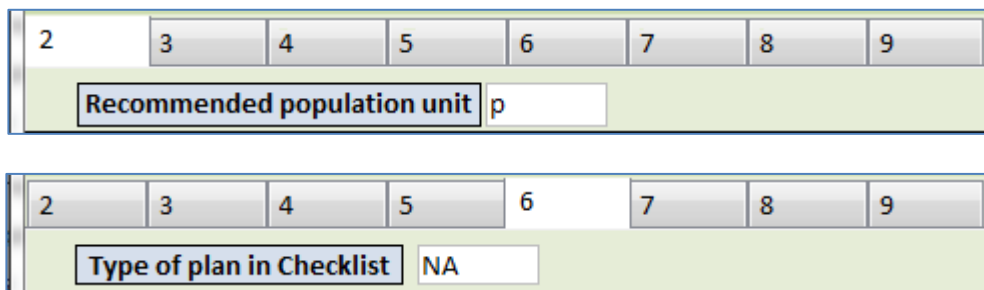 2 3 4 5 6 7 8 9
Recommended population unit p
2 3 4 5 6 7 8 9
Type of plan in Checklist NA